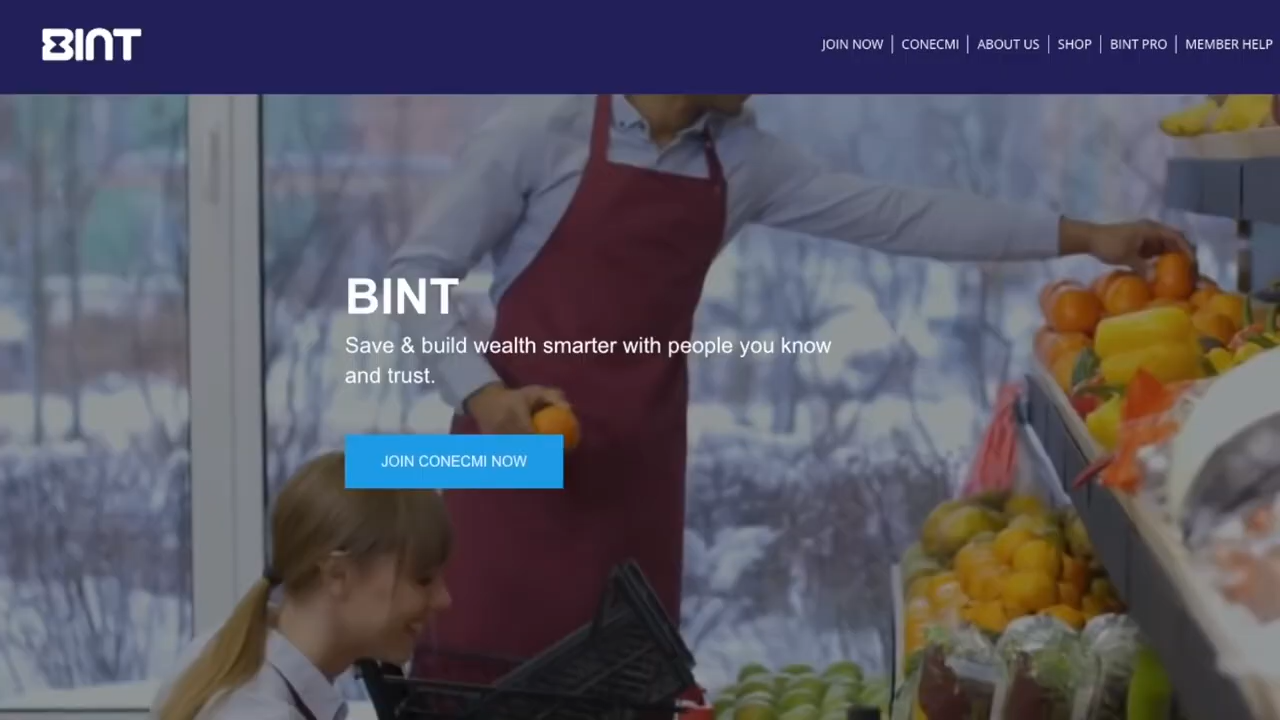 BINT
JOIN NOW
CONECMI
ABOUT US
SHOP
BINT PRO
MEMBER HELP
BINT
Save & build wealth smarter with people you know
and trust.
JOIN CONECMI NOW